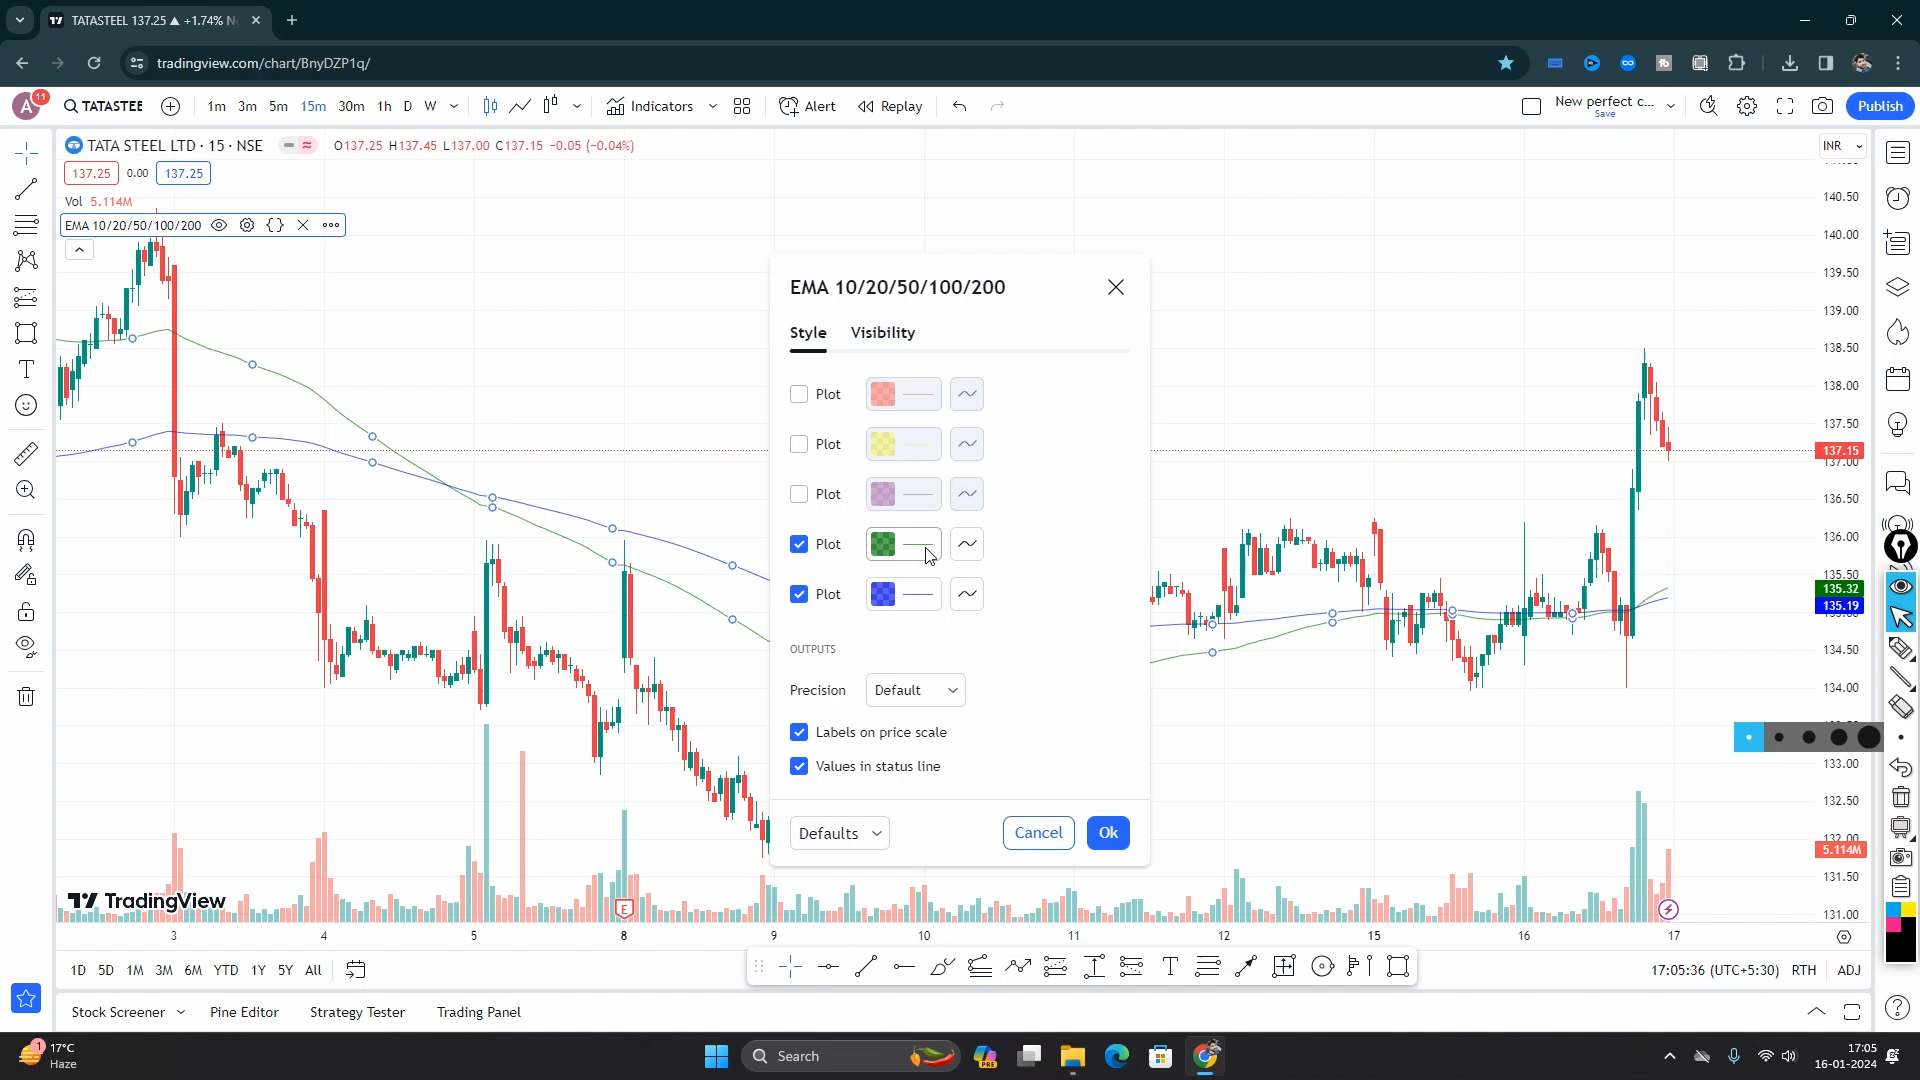 TATASTEEL 137.25 ▲ +1.74%
tradingview.com/chart/BnyDZP1q/
A 11
TATASTEE 1m 3m 5m 15m 30m 1h D W Indicators Alert Replay New perfect c... Save Publish
TATA STEEL LTD · 15 · NSE O137.25 H137.45 L137.00 C137.15 -0.05 (-0.04%) INR
137.25 0.00 137.25
Vol 5.114M
EMA 10/20/50/100/200
EMA 10/20/50/100/200
Style Visibility
Plot
Plot
Plot
Plot
Plot
OUTPUTS
Precision Default
Labels on price scale
Values in status line
Defaults Cancel Ok
140.50
140.00
139.50
139.00
138.50
138.00
137.50
137.15
137.00
136.50
136.00
135.50
135.32
135.19
134.50
134.00
133.00
132.50
132.00
5.114M
131.50
131.00
TradingView
E
3 4 5 8 9 10 11 12 15 16 17
1D 5D 1M 3M 6M YTD 1Y 5Y All 17:05:36 (UTC+5:30) RTH ADJ
Stock Screener Pine Editor Strategy Tester Trading Panel
1 17°C
Haze
Search
PRE
17:05
16-01-2024